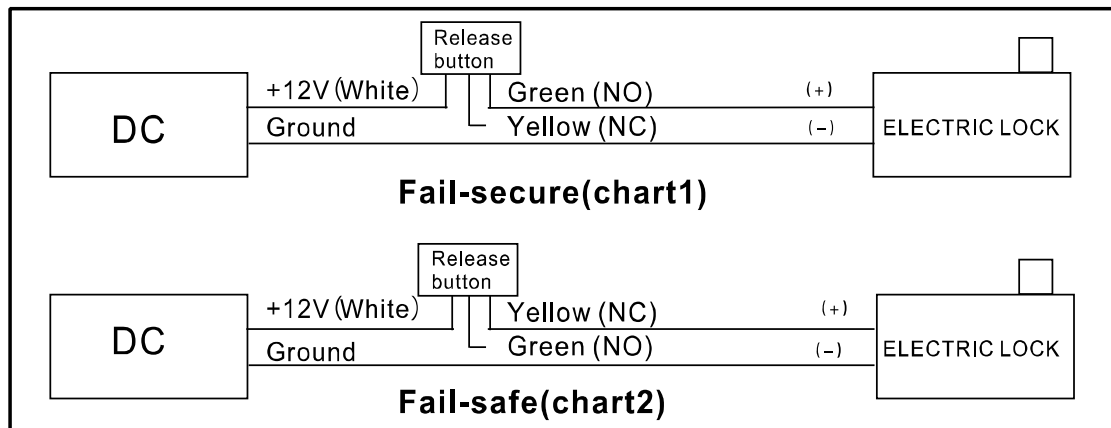 Release
button
+12V(White)
Green (NO)
(+)
DC
Ground
Yellow (NC)
(-)
ELECTRIC LOCK
Fail-secure(chart1)
Release
button
+12V(White)
Yellow (NC)
(+)
DC
Ground
Green (NO)
(-)
ELECTRIC LOCK
Fail-safe(chart2)